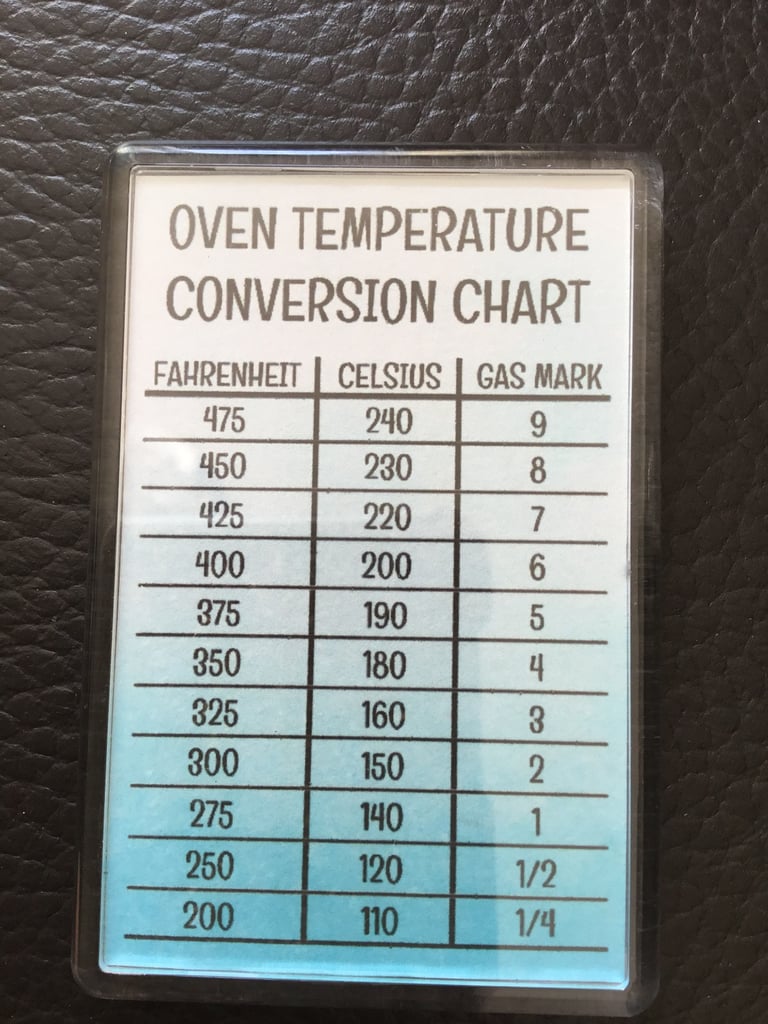 OVEN TEMPERATURE
CONVERSION CHART
FAHRENHEIT CELSIUS GAS MARK
475 240 9
450 230 8
425 220 7
400 200 6
375 190 5
350 180 4
325 160 3
300 150 2
275 140 1
250 120 1/2
200 110 1/4